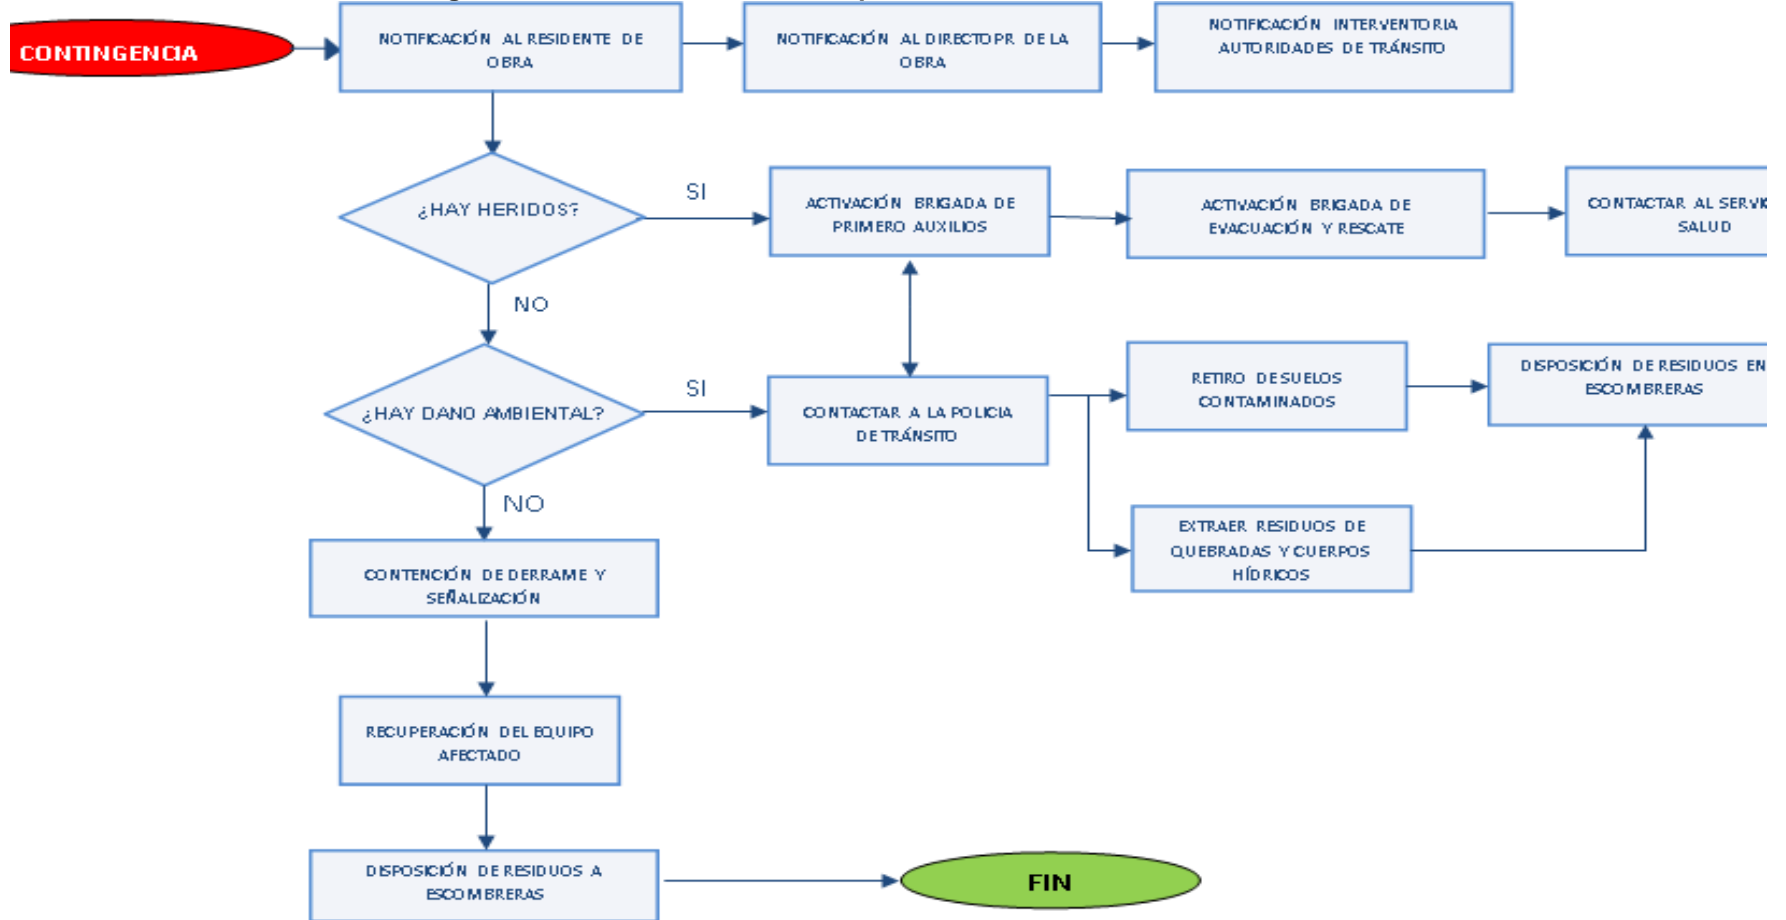 CONTINGENCIA
NOTIFICACIÓN AL RESIDENTE DE
OBRA
NOTIFICACIÓN AL DIRECTOPR DE LA
OBRA
NOTIFICACIÓN INTERVENTORIA
AUTORIDADES DE TRÁNSITO
¿HAY HERIDOS?
SI
ACTIVACIÓN BRIGADA DE
PRIMERO AUXILIOS
ACTIVACIÓN BRIGADA DE
EVACUACIÓN Y RESCATE
CONTACTAR AL
SALUD
NO
¿HAY DANO AMBIENTAL?
SI
CONTACTAR A LA POLICIA
DE TRÁNSITO
RETIRO DE SUELOS
CONTAMINADOS
DISPOSICIÓN DE RESIDUOS EN
ESCOMBRERAS
NO
EXTRAER RESIDUOS DE
QUEBRADAS Y CUERPOS
HÍDRICOS
CONTENCIÓN DE DERRAME Y
SEÑALIZACIÓN
RECUPERACIÓN DEL EQUIPO
AFECTADO
DISPOSICIÓN DE RESIDUOS A
ESCOMBRERAS
FIN